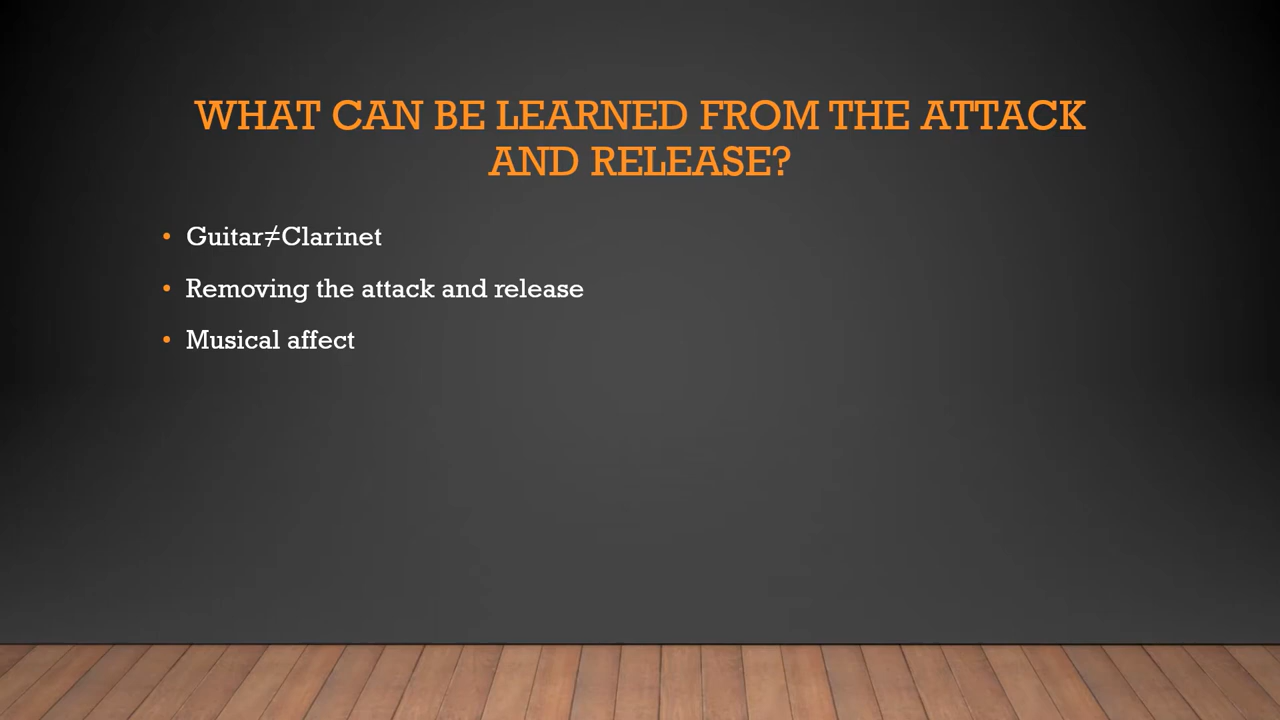 WHAT CAN BE LEARNED FROM THE ATTACK
AND RELEASE?
• Guitar≠Clarinet
• Removing the attack and release
• Musical affect